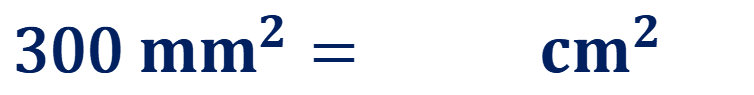 300 mm² = cm²